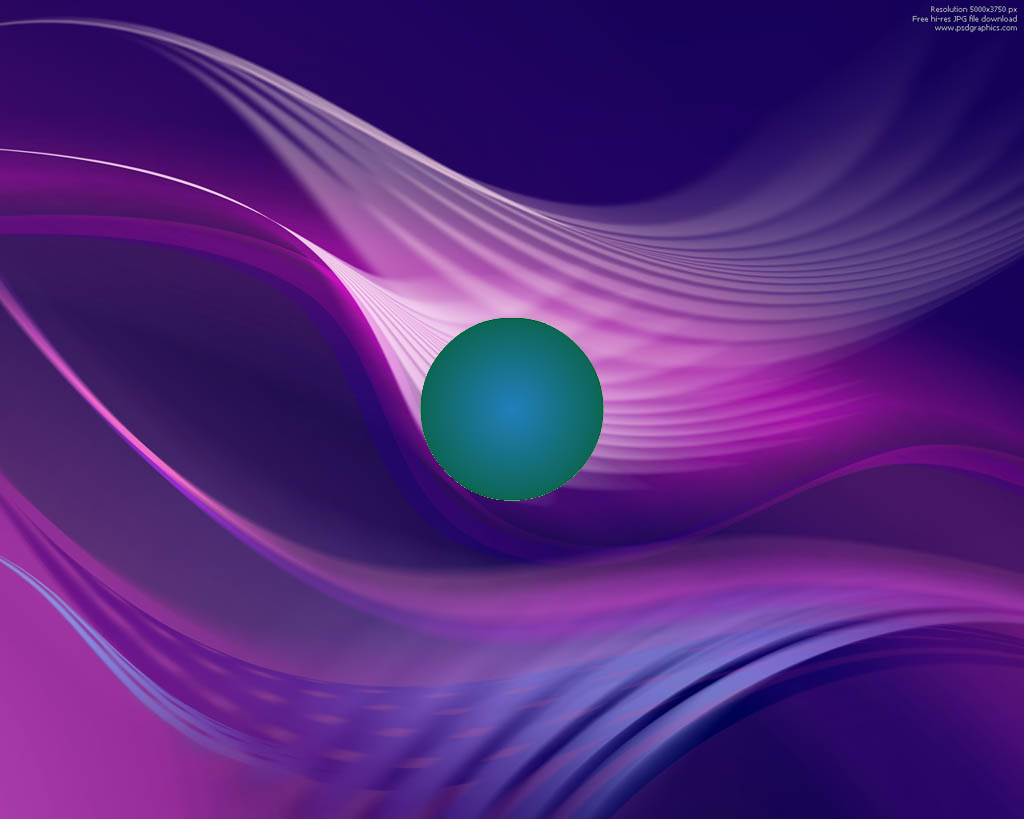 Resolution 5000x3750 px
Free hi-res JPG file download
www.psdgraphics.com